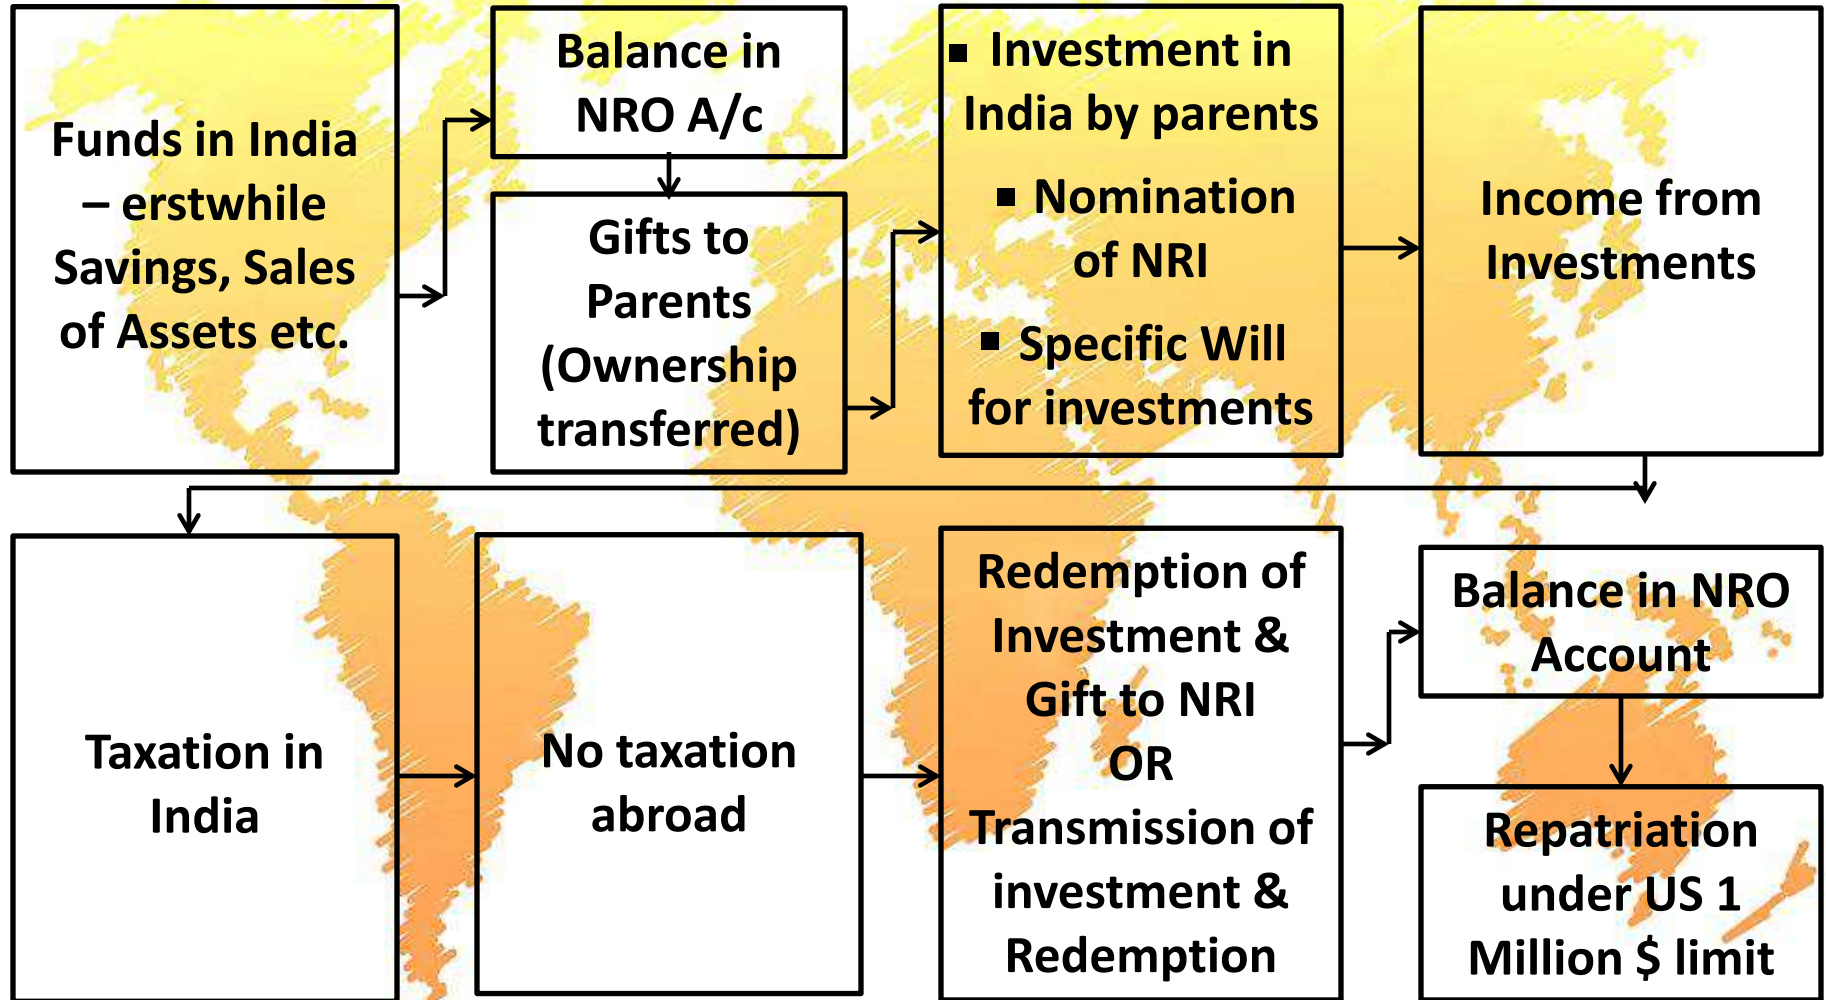 Funds in India
– erstwhile
Savings, Sales
of Assets etc.
Balance in
NRO A/c
Gifts to
Parents
(Ownership
transferred)
▪ Investment in
India by parents
▪ Nomination
of NRI
▪ Specific Will
for investments
Income from
Investments
Taxation in
India
No taxation
abroad
Redemption of
Investment &
Gift to NRI
OR
Transmission of
investment &
Redemption
Balance in NRO
Account
Repatriation
under US 1
Million $ limit